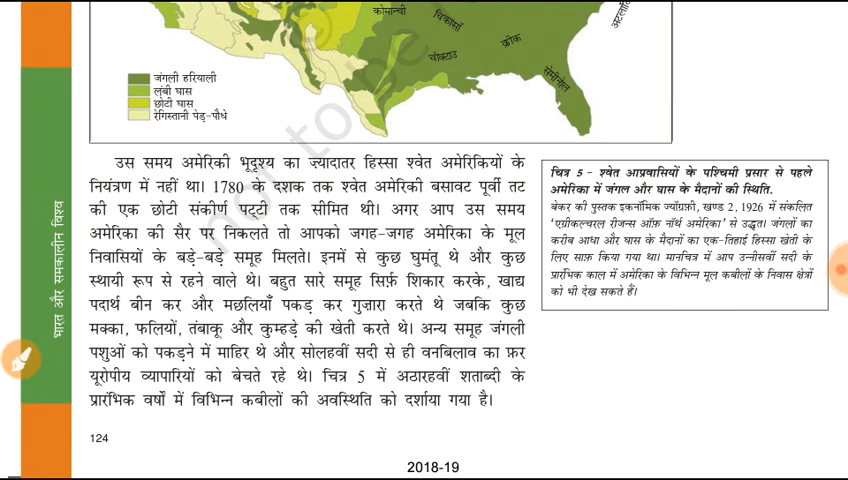 कोमान्ची
चिकासॉ
अटलांि
चोक्टाउ
क्रीक
सेमीनोल
जंगली हरियाली
लंबी घास
छोटी घास
रेगिस्तानी पेड़-पौधे
उस समय अमेरिकी भूदृश्य का ज़्यादातर हिस्सा श्वेत अमेरिकियों के
नियंत्रण में नहीं था। 1780 के दशक तक श्वेत अमेरिकी बसावट पूर्वी तट
की एक छोटी संकीर्ण पट्टी तक सीमित थी। अगर आप उस समय
अमेरिका की सैर पर निकलते तो आपको जगह-जगह अमेरिका के मूल
निवासियों के बड़े-बड़े समूह मिलते। इनमें से कुछ घुमंतू थे और कुछ
स्थायी रूप से रहने वाले थे। बहुत सारे समूह सिर्फ़ शिकार करके, खाद्य
पदार्थ बीन कर और मछलियाँ पकड़ कर गुज़ारा करते थे जबकि कुछ
मक्का, फलियों, तंबाकू और कुम्हड़े की खेती करते थे। अन्य समूह जंगली
पशुओं को पकड़ने में माहिर थे और सोलहवीं सदी से ही वनबिलाव का फ़र
यूरोपीय व्यापारियों को बेचते रहे थे। चित्र 5 में अठारहवीं शताब्दी के
प्रारंभिक वर्षों में विभिन्न कबीलों की अवस्थिति को दर्शाया गया है।
चित्र 5 - श्वेत आप्रवासियों के पश्चिमी प्रसार से पहले
अमेरिका में जंगल और घास के मैदानों की स्थिति.
बेकर की पुस्तक इकनॉमिक ज्यॉग्रफ़ी, खण्ड 2, 1926 में संकलित
'एग्रीकल्चरल रीजन्स ऑफ़ नॉर्थ अमेरिका' से उद्धृत। जंगलों का
करीब आधा और घास के मैदानों का एक-तिहाई हिस्सा खेती के
लिए साफ़ किया गया था। मानचित्र में आप उन्नीसवीं सदी के
प्रारंभिक काल में अमेरिका के विभिन्न मूल कबीलों के निवास क्षेत्रों
को भी देख सकते हैं।
भारत और समकालीन विश्व
124
2018-19
not to be